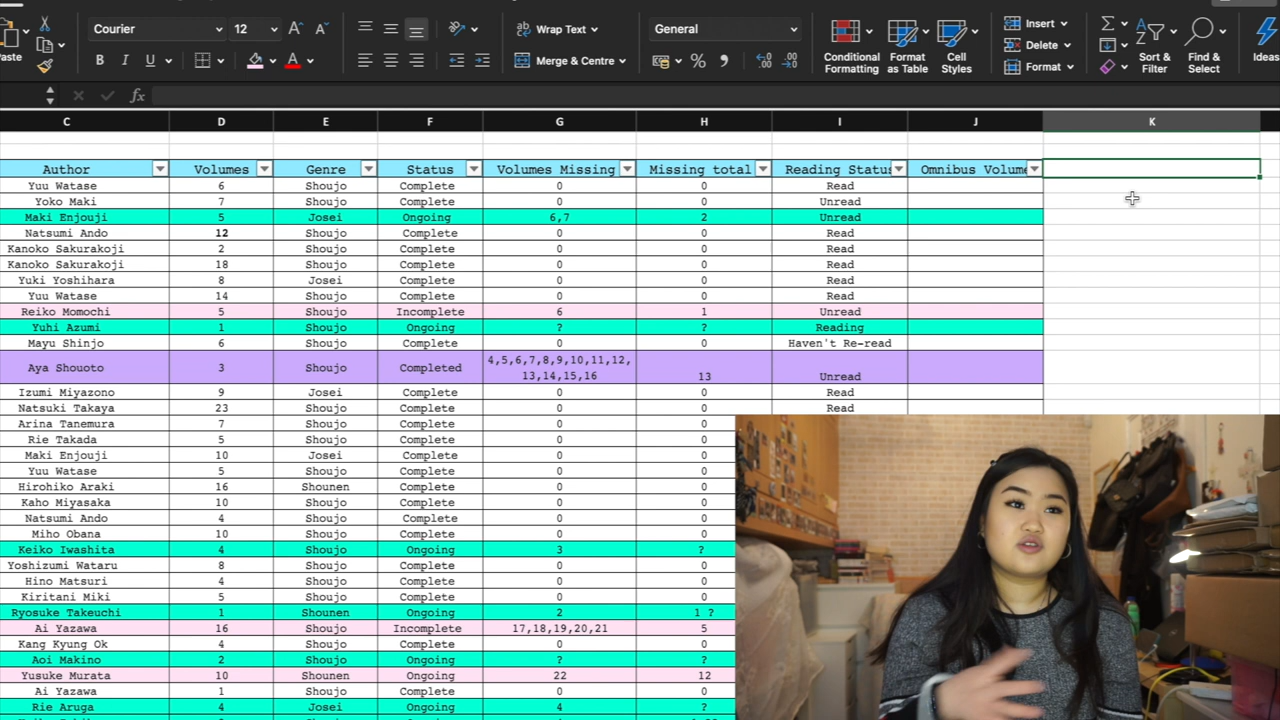 Courier 12 Wrap Text General Insert
Paste B I U A Merge & Centre % Conditional Formatting Format as Table Cell Styles Delete Format Sort & Filter Find & Select Ideas
fx
C D E F G H I J K
Author Volumes Genre Status Volumes Missing Missing total Reading Status Omnibus Volume
Yuu Watase 6 Shoujo Complete 0 0 Read
Yoko Maki 7 Shoujo Complete 0 0 Unread
Maki Enjouji 5 Josei Ongoing 6,7 2 Unread
Natsumi Ando 12 Shoujo Complete 0 0 Read
Kanoko Sakurakoji 2 Shoujo Complete 0 0 Read
Kanoko Sakurakoji 18 Shoujo Complete 0 0 Read
Yuki Yoshihara 8 Josei Complete 0 0 Read
Yuu Watase 14 Shoujo Complete 0 0 Read
Reiko Momochi 5 Shoujo Incomplete 6 1 Unread
Yuhi Azumi 1 Shoujo Ongoing ? ? Reading
Mayu Shinjo 6 Shoujo Complete 0 0 Haven't Re-read
Aya Shouoto 3 Shoujo Completed 4,5,6,7,8,9,10,11,12,
13,14,15,16 13 Unread
Izumi Miyazono 9 Josei Complete 0 0 Read
Natsuki Takaya 23 Shoujo Complete 0 0 Read
Arina Tanemura 7 Shoujo Complete 0 0
Rie Takada 5 Shoujo Complete 0 0
Maki Enjouji 10 Josei Complete 0 0
Yuu Watase 5 Shoujo Complete 0 0
Hirohiko Araki 16 Shounen Complete 0 0
Kaho Miyasaka 10 Shoujo Complete 0 0
Natsumi Ando 4 Shoujo Complete 0 0
Miho Obana 10 Shoujo Complete 0 0
Keiko Iwashita 4 Shoujo Ongoing 3 ?
Yoshizumi Wataru 8 Shoujo Complete 0 0
Hino Matsuri 4 Shoujo Complete 0 0
Kiritani Miki 5 Shoujo Complete 0 0
Ryosuke Takeuchi 1 Shounen Ongoing 2 1 ?
Ai Yazawa 16 Shoujo Incomplete 17,18,19,20,21 5
Kang Kyung Ok 4 Shoujo Complete 0 0
Aoi Makino 2 Shoujo Ongoing ? ?
Yusuke Murata 10 Shounen Ongoing 22 12
Ai Yazawa 1 Shoujo Complete 0 0
Rie Aruga 4 Josei Ongoing 4 ?